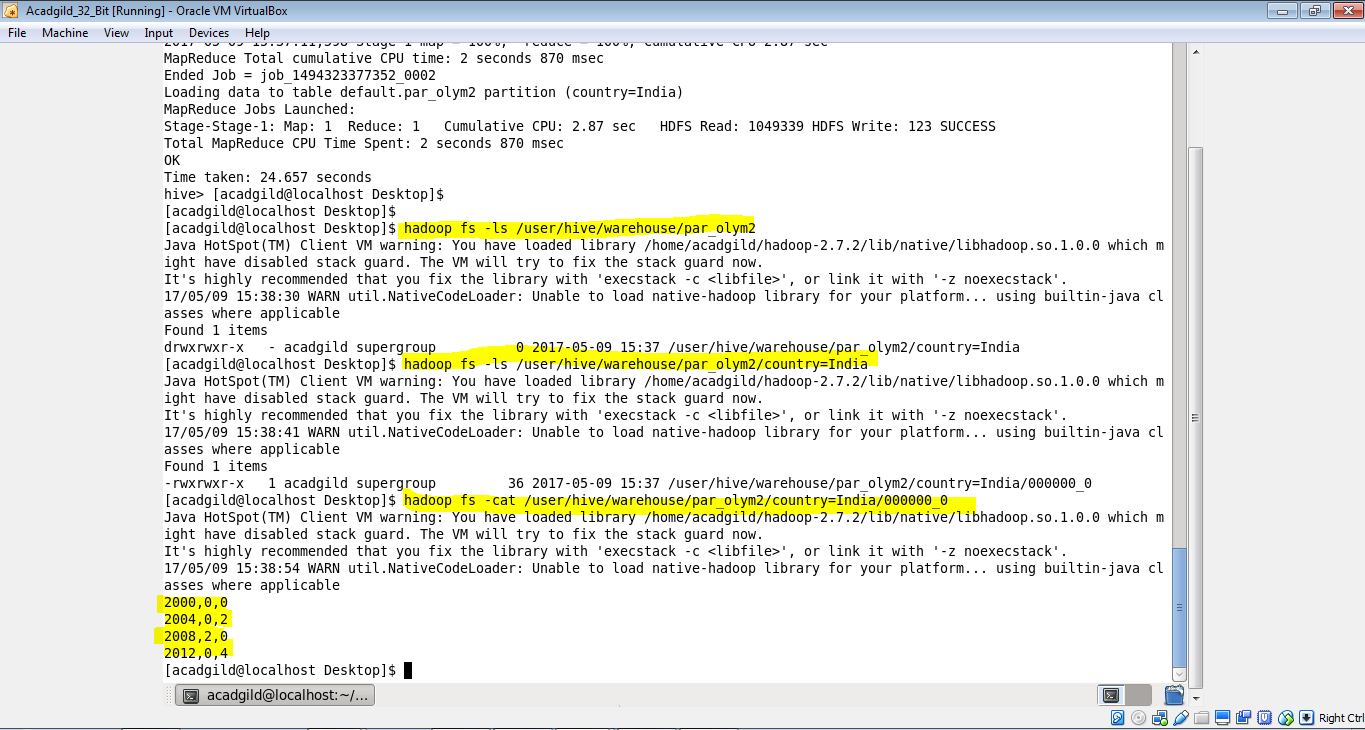 Acadgild_32_Bit [Running] - Oracle VM VirtualBox
File Machine View Input Devices Help
MapReduce Total cumulative CPU time: 2 seconds 870 msec
Ended Job = job_1494323377352_0002
Loading data to table default.par_olym2 partition (country=India)
MapReduce Jobs Launched:
Stage-Stage-1: Map: 1  Reduce: 1   Cumulative CPU: 2.87 sec   HDFS Read: 1049339 HDFS Write: 123 SUCCESS
Total MapReduce CPU Time Spent: 2 seconds 870 msec
OK
Time taken: 24.657 seconds
hive> [acadgild@localhost Desktop]$
[acadgild@localhost Desktop]$
[acadgild@localhost Desktop]$ hadoop fs -ls /user/hive/warehouse/par_olym2
Java HotSpot(TM) Client VM warning: You have loaded library /home/acadgild/hadoop-2.7.2/lib/native/libhadoop.so.1.0.0 which m
ight have disabled stack guard. The VM will try to fix the stack guard now.
It's highly recommended that you fix the library with 'execstack -c <libfile>', or link it with '-z noexecstack'.
17/05/09 15:38:30 WARN util.NativeCodeLoader: Unable to load native-hadoop library for your platform... using builtin-java cl
asses where applicable
Found 1 items
drwxrwxr-x   - acadgild supergroup          0 2017-05-09 15:37 /user/hive/warehouse/par_olym2/country=India
[acadgild@localhost Desktop]$ hadoop fs -ls /user/hive/warehouse/par_olym2/country=India
Java HotSpot(TM) Client VM warning: You have loaded library /home/acadgild/hadoop-2.7.2/lib/native/libhadoop.so.1.0.0 which m
ight have disabled stack guard. The VM will try to fix the stack guard now.
It's highly recommended that you fix the library with 'execstack -c <libfile>', or link it with '-z noexecstack'.
17/05/09 15:38:41 WARN util.NativeCodeLoader: Unable to load native-hadoop library for your platform... using builtin-java cl
asses where applicable
Found 1 items
-rwxrwxr-x   1 acadgild supergroup         36 2017-05-09 15:37 /user/hive/warehouse/par_olym2/country=India/000000_0
[acadgild@localhost Desktop]$ hadoop fs -cat /user/hive/warehouse/par_olym2/country=India/000000_0
Java HotSpot(TM) Client VM warning: You have loaded library /home/acadgild/hadoop-2.7.2/lib/native/libhadoop.so.1.0.0 which m
ight have disabled stack guard. The VM will try to fix the stack guard now.
It's highly recommended that you fix the library with 'execstack -c <libfile>', or link it with '-z noexecstack'.
17/05/09 15:38:54 WARN util.NativeCodeLoader: Unable to load native-hadoop library for your platform... using builtin-java cl
asses where applicable
2000,0,0
2004,0,2
2008,2,0
2012,0,4
[acadgild@localhost Desktop]$
acadgild@localhost:~/...
Right Ctrl